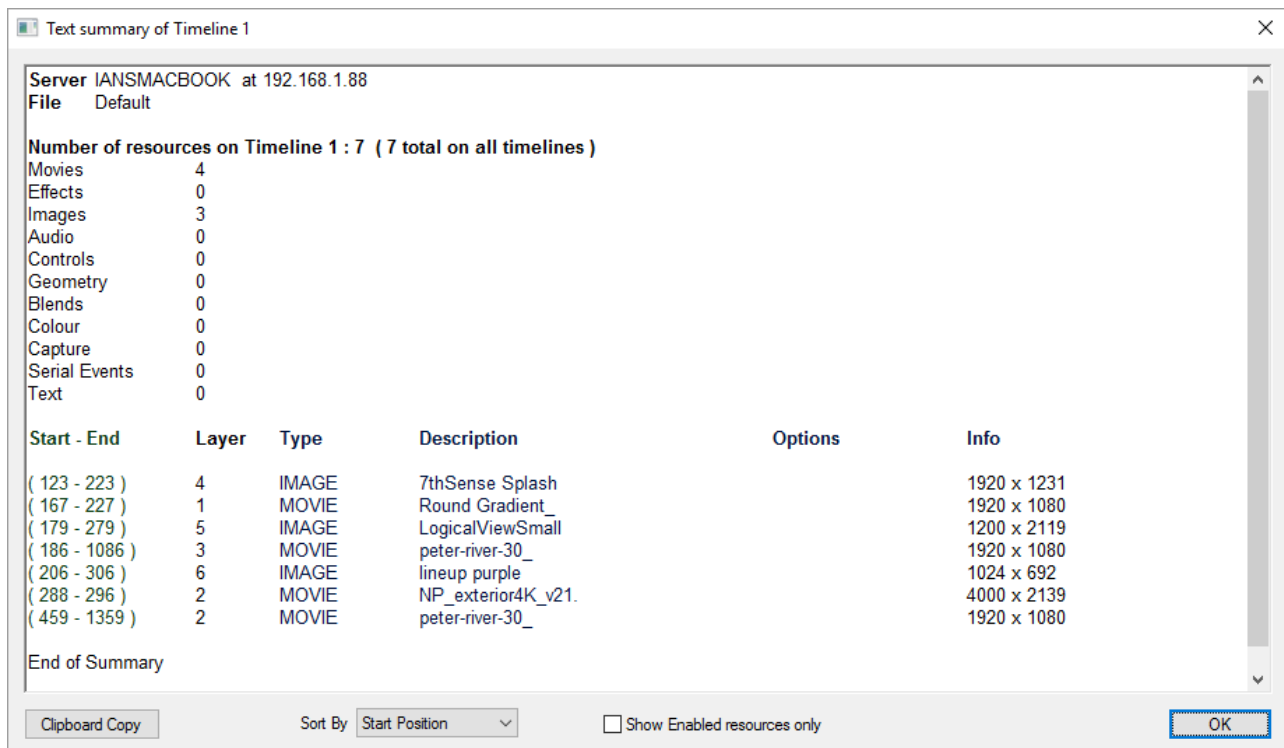 Text summary of Timeline 1
Server IANSMACBOOK at 192.168.1.88
File Default
Number of resources on Timeline 1 : 7 ( 7 total on all timelines )
Movies 4
Effects 0
Images 3
Audio 0
Controls 0
Geometry 0
Blends 0
Colour 0
Capture 0
Serial Events 0
Text 0
Start - End Layer Type Description Options Info
( 123 - 223 ) 4 IMAGE 7thSense Splash 1920 x 1231
( 167 - 227 ) 1 MOVIE Round Gradient_ 1920 x 1080
( 179 - 279 ) 5 IMAGE LogicalViewSmall 1200 x 2119
( 186 - 1086 ) 3 MOVIE peter-river-30_ 1920 x 1080
( 206 - 306 ) 6 IMAGE lineup purple 1024 x 692
( 288 - 296 ) 2 MOVIE NP_exterior4K_v21. 4000 x 2139
( 459 - 1359 ) 2 MOVIE peter-river-30_ 1920 x 1080
End of Summary
Clipboard Copy Sort By Start Position Show Enabled resources only OK